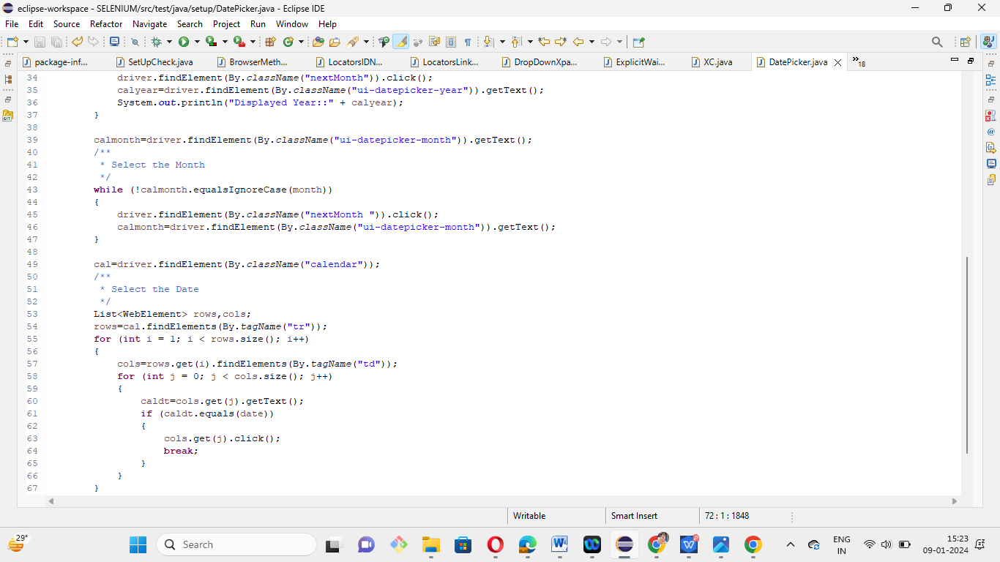 eclipse-workspace - SELENIUM/src/test/java/setup/DatePicker.java - Eclipse IDE
File Edit Source Refactor Navigate Search Project Run Window Help
package-inf... SetUpCheck.java BrowserMeth... LocatorsIDN... LocatorsLink... DropDownXpa... ExplicitWai... XC.java DatePicker.java »18
34 driver.findElement(By.className("nextMonth")).click();
35 calyear=driver.findElement(By.className("ui-datepicker-year")).getText();
36 System.out.println("Displayed Year::" + calyear);
37 }
38
39 calmonth=driver.findElement(By.className("ui-datepicker-month")).getText();
40 /**
41 * Select the Month
42 */
43 while (!calmonth.equalsIgnoreCase(month))
44 {
45 driver.findElement(By.className("nextMonth ")).click();
46 calmonth=driver.findElement(By.className("ui-datepicker-month")).getText();
47 }
48
49 cal=driver.findElement(By.className("calendar"));
50 /**
51 * Select the Date
52 */
53 List<WebElement> rows,cols;
54 rows=cal.findElements(By.tagName("tr"));
55 for (int i = 1; i < rows.size(); i++)
56 {
57 cols=rows.get(i).findElements(By.tagName("td"));
58 for (int j = 0; j < cols.size(); j++)
59 {
60 caldt=cols.get(j).getText();
61 if (caldt.equals(date))
62 {
63 cols.get(j).click();
64 break;
65 }
66 }
67 }
Writable Smart Insert 72 : 1 : 1848
29°
Search
ENG
IN
15:23
09-01-2024